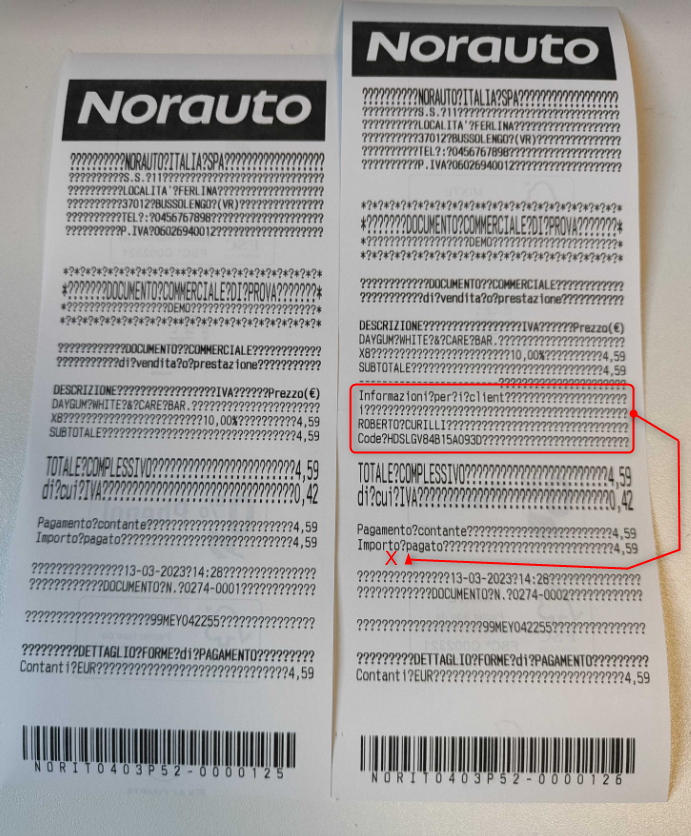 Norauto
??????????NORAUTO?ITALIA?SPA??????????????????
??????????S.S.?11?????????????????????????????
??????????LOCALITA'?FERLINA???????????????????
??????????37012?BUSSOLENGO?(VR)???????????????
??????????TEL?:?0456767898????????????????????
??????????P.IVA?06026940012???????????????????
*?*?*?*?*?*?*?*?*?*?**?*?*?*?*?*?*?*?*?*?*?*
*???????DOCUMENTO?COMMERCIALE?DI?PROVA???????*
*??????????????????DEMO??????????????????????*
*?*?*?*?*?*?*?*?*?*?**?*?*?*?*?*?*?*?*?*?*?*
????????????DOCUMENTO??COMMERCIALE????????????
???????????di?vendita?o?prestazione???????????
DESCRIZIONE??????????????????IVA??????Prezzo(€)
DAYGUM?WHITE?&?CARE?BAR.??????????????????????
X8?????????????????????????10,00%?????????4,59
SUBTOTALE?????????????????????????????????4,59
TOTALE?COMPLESSIVO????????????????????????4,59
di?cui?IVA????????????????????????????????0,42
Pagamento?contante????????????????????????4,59
Importo?pagato????????????????????????????4,59
???????????????13-03-2023?14:28???????????????
????????????DOCUMENTO?N.?0274-0001????????????
???????????????????99MEY042255????????????????
?????????DETTAGLIO?FORME?di?PAGAMENTO?????????
Contanti?EUR??????????????????????????????4,59
NORIT0403P52-0000125
Norauto
??????????NORAUTO?ITALIA?SPA??????????????????
??????????S.S.?11?????????????????????????????
??????????LOCALITA'?FERLINA???????????????????
??????????37012?BUSSOLENGO?(VR)???????????????
??????????TEL?:?0456767898????????????????????
??????????P.IVA?06026940012???????????????????
*?*?*?*?*?*?*?*?*?*?**?*?*?*?*?*?*?*?*?*?*?*
*???????DOCUMENTO?COMMERCIALE?DI?PROVA???????*
*??????????????????DEMO??????????????????????*
*?*?*?*?*?*?*?*?*?*?**?*?*?*?*?*?*?*?*?*?*?*
????????????DOCUMENTO??COMMERCIALE????????????
???????????di?vendita?o?prestazione???????????
DESCRIZIONE??????????????????IVA??????Prezzo(€)
DAYGUM?WHITE?&?CARE?BAR.??????????????????????
X8?????????????????????????10,00%?????????4,59
SUBTOTALE?????????????????????????????????4,59
-----------------------???????????????????????
Informazioni?per?i?client?????????????????????
i?????????????????????????????????????????????
ROBERTO?CURILLI???????????????????????????????
Code?HDSLGV84B15A093D?????????????????????????
TOTALE?COMPLESSIVO????????????????????????4,59
di?cui?IVA????????????????????????????????0,42
Pagamento?contante????????????????????????4,59
Importo?pagato????????????????????????????4,59
X
???????????????13-03-2023?14:28???????????????
????????????DOCUMENTO?N.?0274-0002????????????
???????????????????99MEY042255????????????????
?????????DETTAGLIO?FORME?di?PAGAMENTO?????????
Contanti?EUR??????????????????????????????4,59
NORIT0403P52-0000126